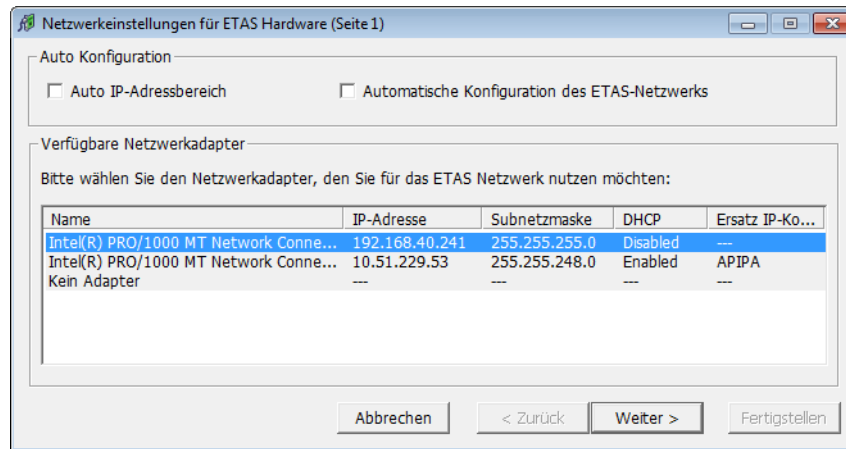 Netzwerkeinstellungen für ETAS Hardware (Seite 1)
Auto Konfiguration
Auto IP-Adressbereich Automatische Konfiguration des ETAS-Netzwerks
Verfügbare Netzwerkadapter
Bitte wählen Sie den Netzwerkadapter, den Sie für das ETAS Netzwerk nutzen möchten:
Name IP-Adresse Subnetzmaske DHCP Ersatz IP-Ko...
Intel(R) PRO/1000 MT Network Conne... 192.168.40.241 255.255.255.0 Disabled ---
Intel(R) PRO/1000 MT Network Conne... 10.51.229.53 255.255.248.0 Enabled APIPA
Kein Adapter --- --- --- ---
Abbrechen < Zurück Weiter > Fertigstellen